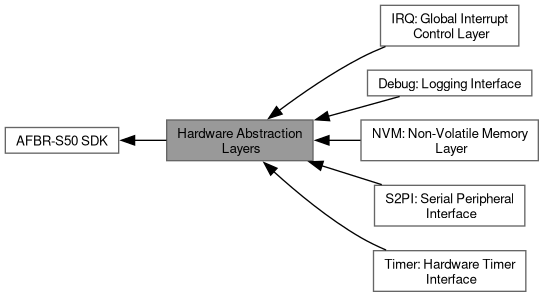 IRQ: Global Interrupt
Control Layer
Debug: Logging Interface
AFBR-S50 SDK
Hardware Abstraction
Layers
NVM: Non-Volatile Memory
Layer
S2PI: Serial Peripheral
Interface
Timer: Hardware Timer
Interface